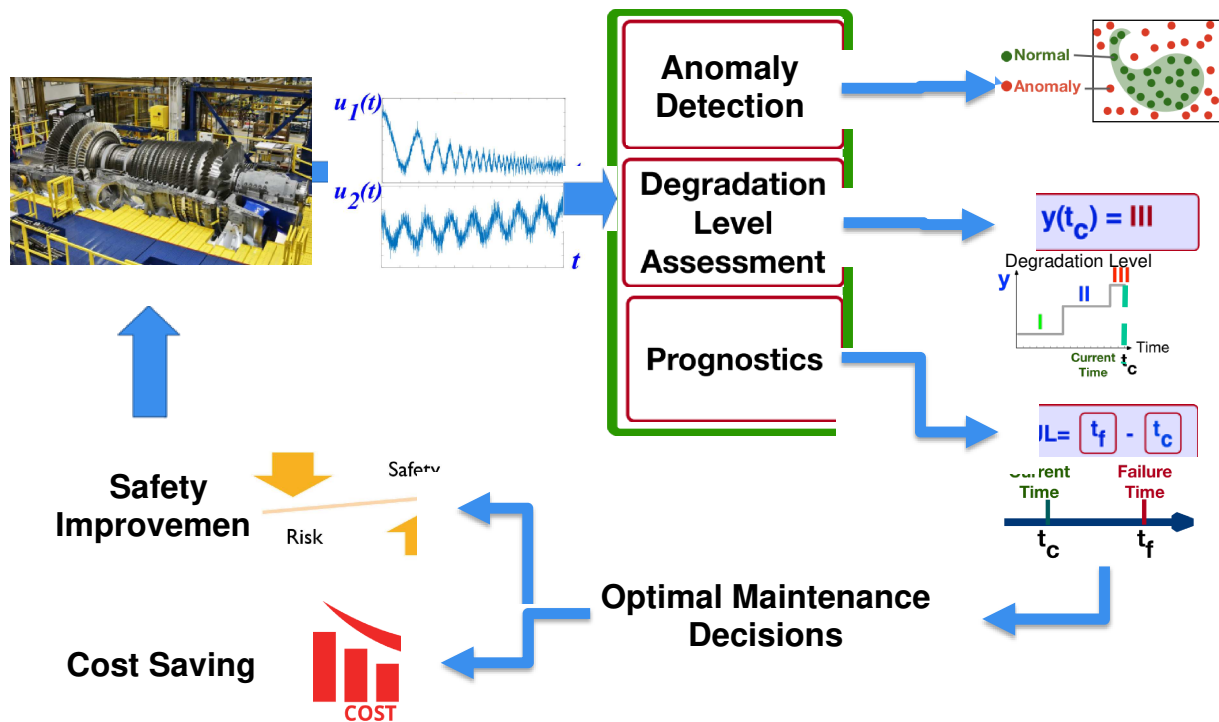 u1(t)
u2(t)
t
Anomaly
Detection
Degradation
Level
Assessment
Prognostics
Normal
Anomaly
y(tc) = III
Degradation Level
y
I
II
III
Time
Current
Time
tc
JL= tf - tc
Current
Time
Failure
Time
tc
tf
Optimal Maintenance
Decisions
Safety
Improvemen
Safety
Risk
Cost Saving
COST